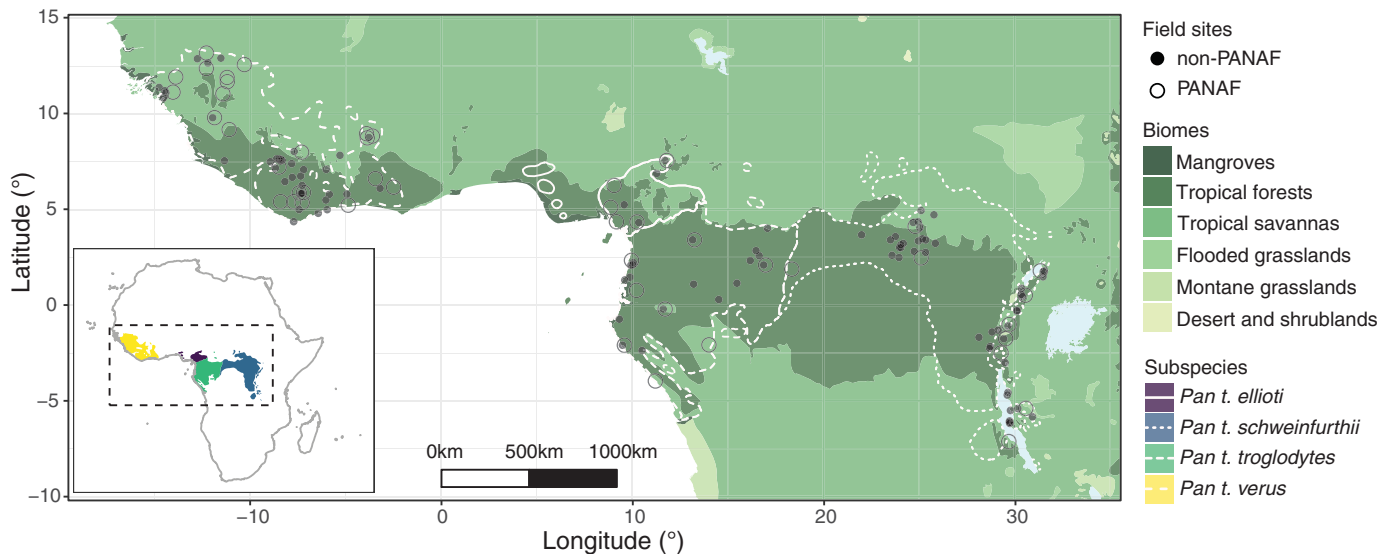 15
10
5
0
−5
−10
Latitude (°)
−10
0
10
20
30
Longitude (°)
0km
500km
1000km
Field sites
non-PANAF
PANAF
Biomes
Mangroves
Tropical forests
Tropical savannas
Flooded grasslands
Montane grasslands
Desert and shrublands
Subspecies
Pan t. ellioti
Pan t. schweinfurthii
Pan t. troglodytes
Pan t. verus